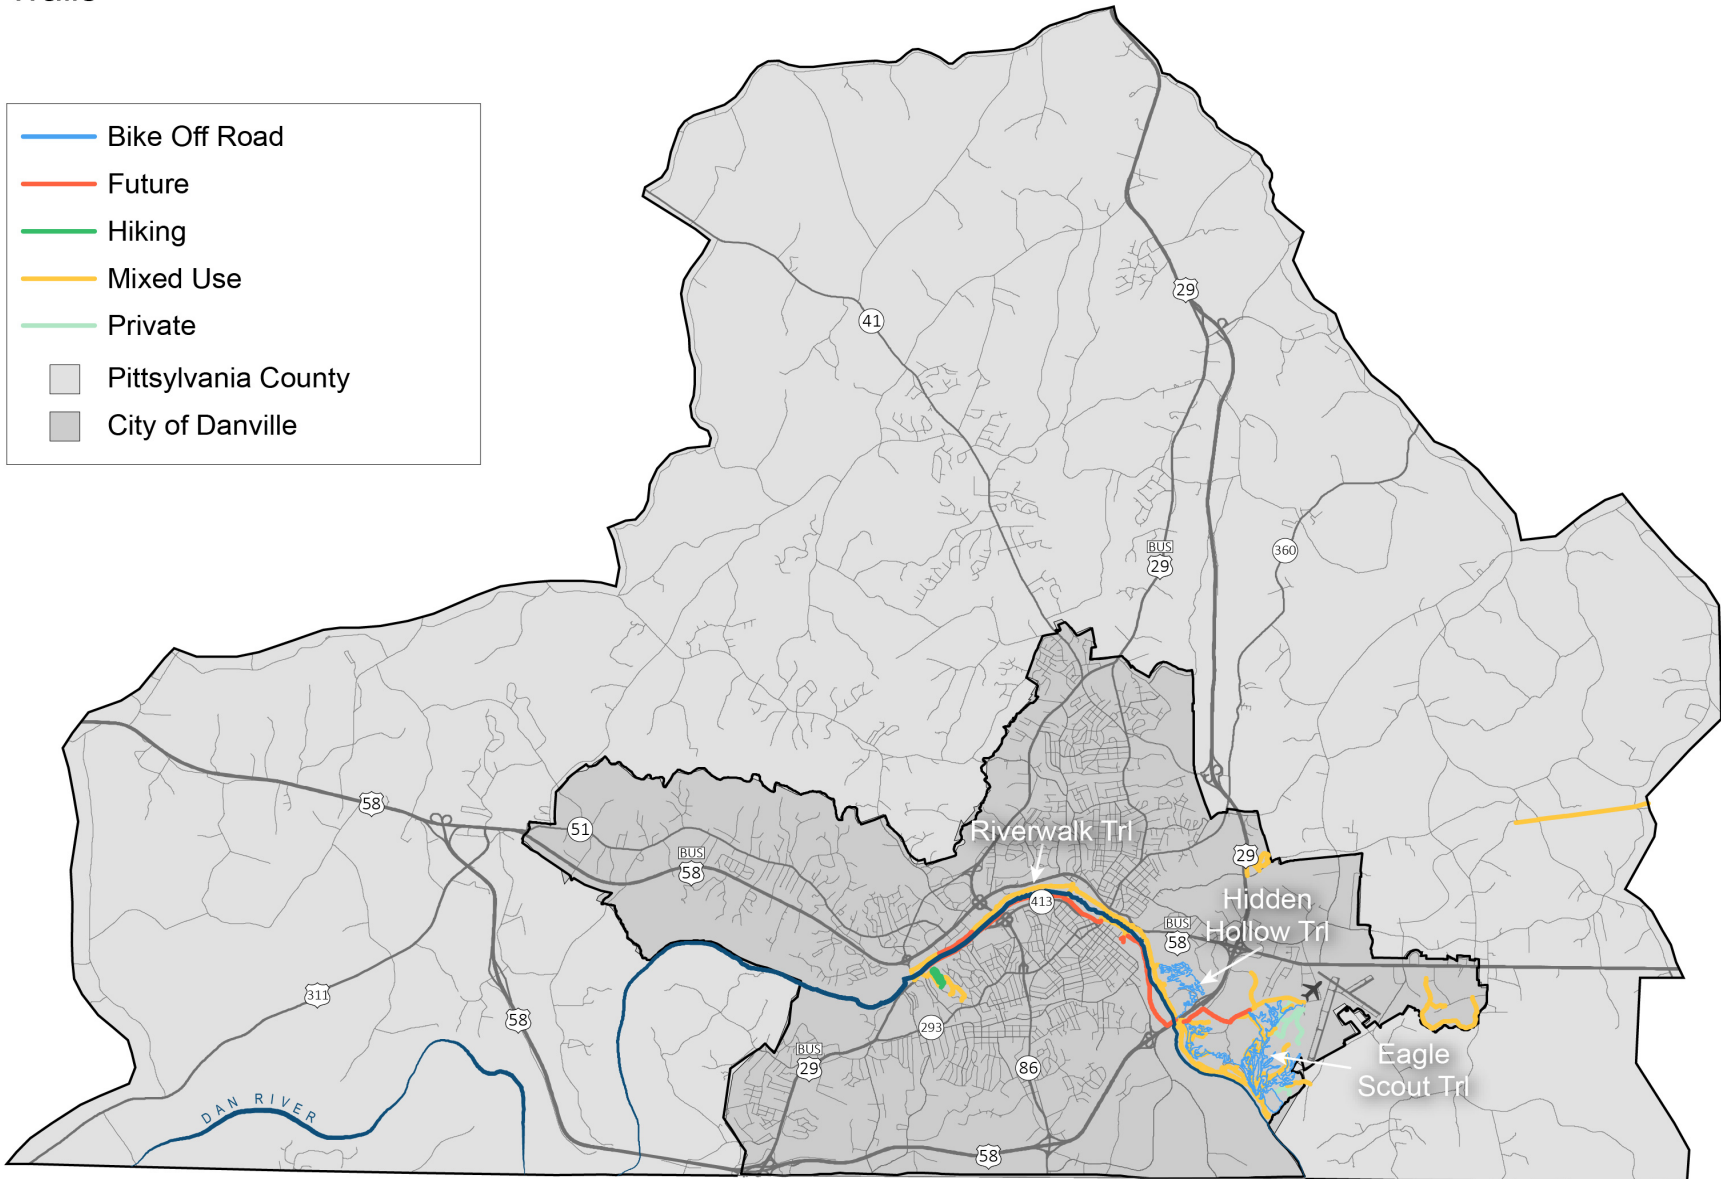 Bike Off Road
Future
Hiking
Mixed Use
Private
Pittsylvania County
City of Danville
29
41
BUS
29
360
58
51
BUS
58
Riverwalk Trl
29
413
Hidden
Hollow Trl
BUS
58
311
58
293
BUS
29
86
Eagle
Scout Trl
DAN RIVER
58